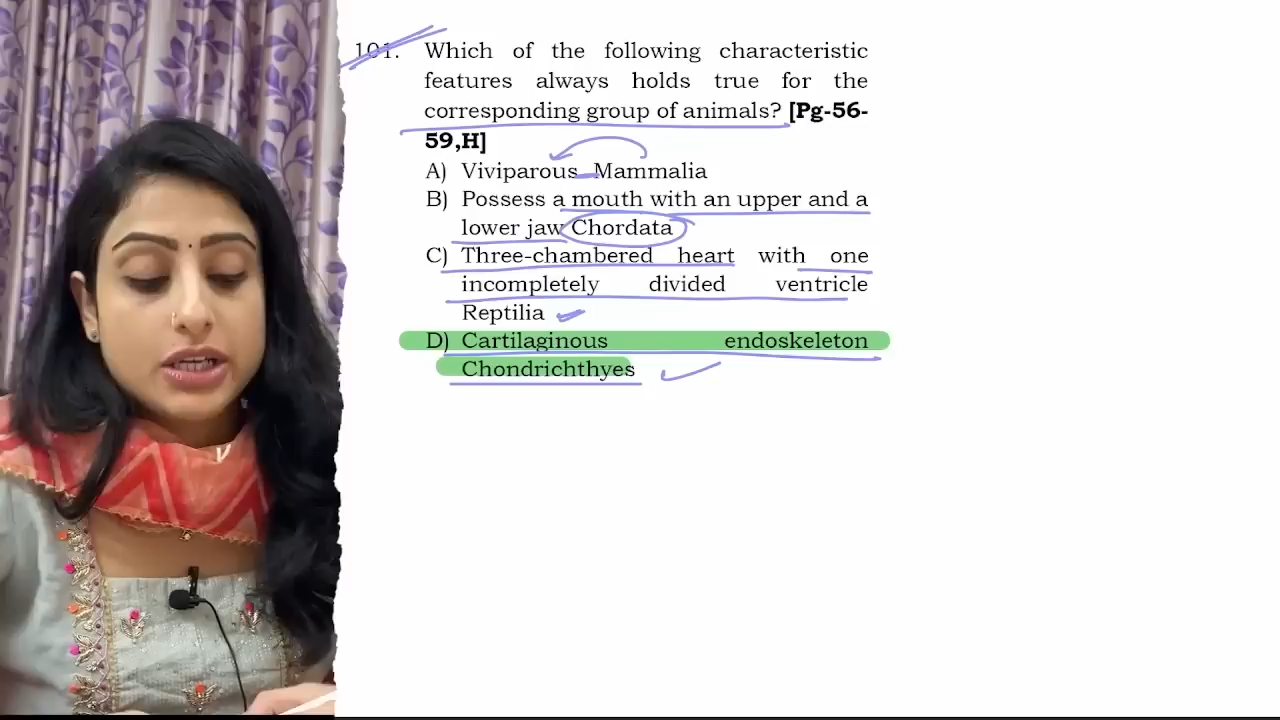 101. Which of the following characteristic
features always holds true for the
corresponding group of animals? [Pg-56-
59,H]
A) Viviparous Mammalia
B) Possess a mouth with an upper and a
lower jaw Chordata
C) Three-chambered heart with one
incompletely divided ventricle
Reptilia
D) Cartilaginous endoskeleton
Chondrichthyes